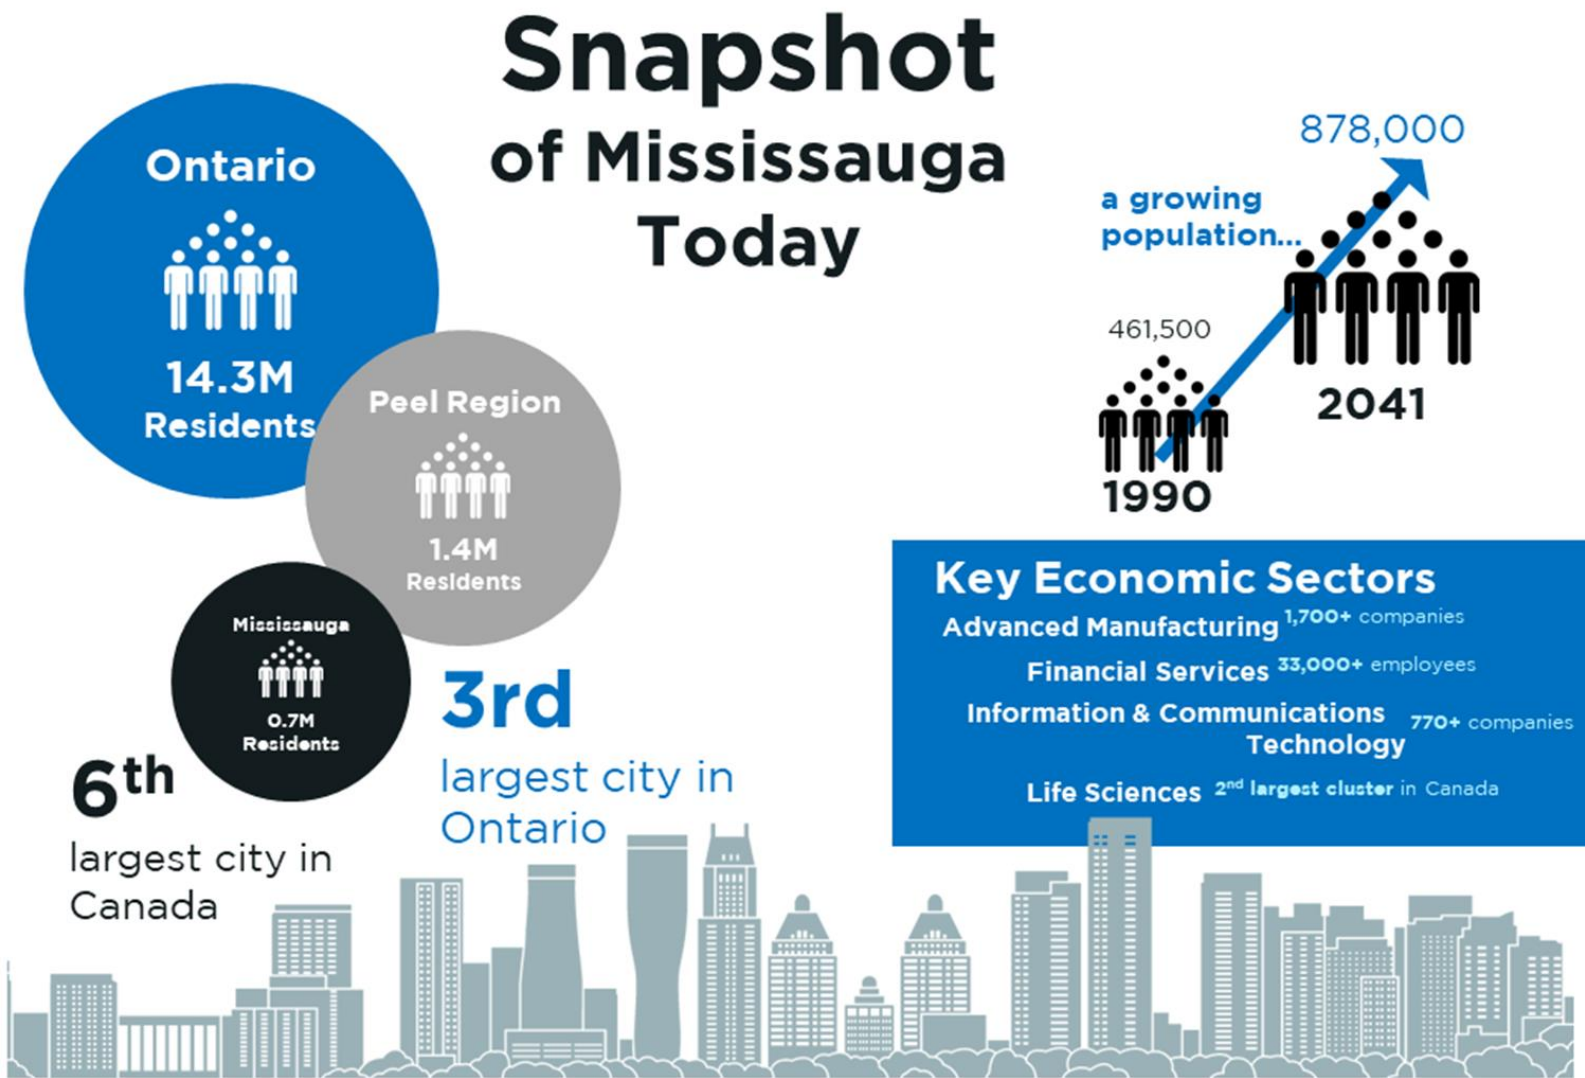 Snapshot
of Mississauga
Today
Ontario
14.3M
Residents
Peel Region
1.4M
Residents
Mississauga
0.7M
Residents
6th
largest city in
Canada
3rd
largest city in
Ontario
a growing
population...
878,000
2041
461,500
1990
Key Economic Sectors
Advanced Manufacturing 1,700+ companies
Financial Services 33,000+ employees
Information & Communications
Technology 770+ companies
Life Sciences 2nd largest cluster in Canada